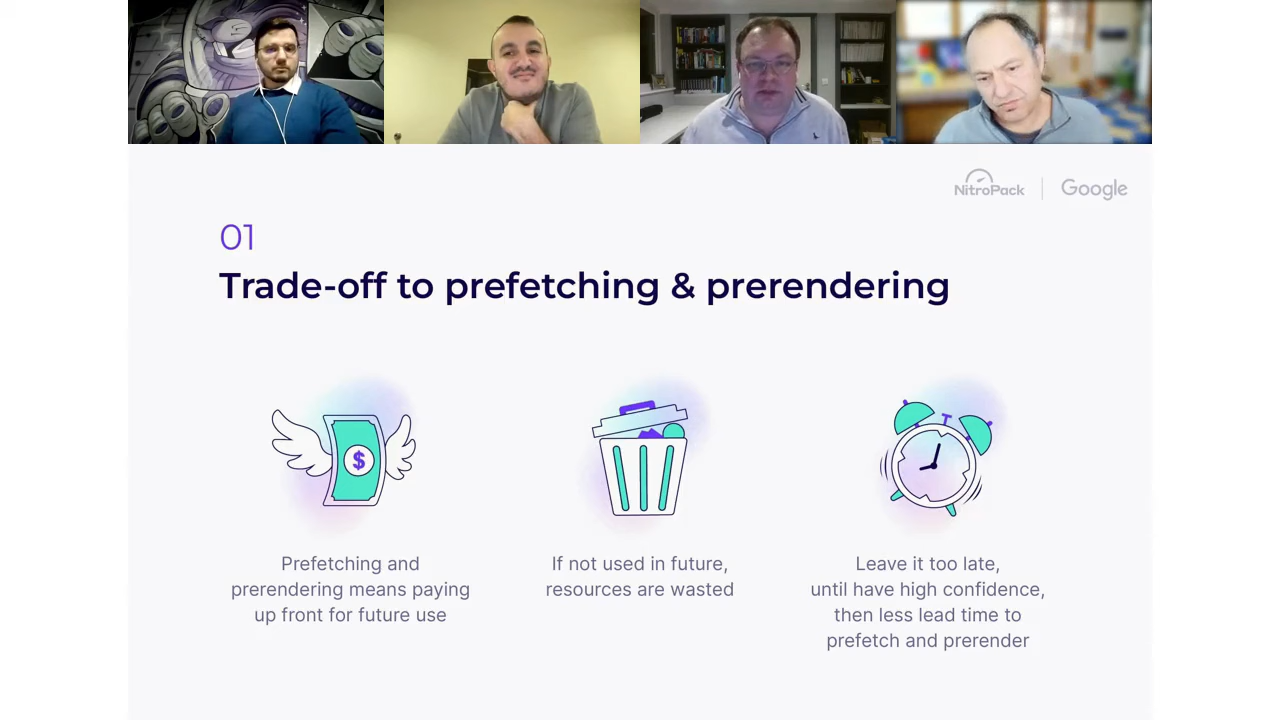 NitroPack | Google
01
Trade-off to prefetching & prerendering
$
Prefetching and
prerendering means paying
up front for future use
If not used in future,
resources are wasted
Leave it too late,
until have high confidence,
then less lead time to
prefetch and prerender